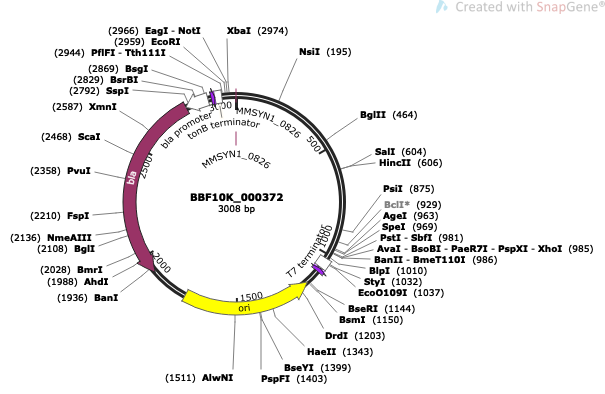 Created with SnapGene®
(2966) EagI - NotI
(2959) EcoRI
(2944) PflFI - Tth111I
(2869) BsgI
(2829) BsrBI
(2792) SspI
(2587) XmnI
(2468) ScaI
(2358) PvuI
(2210) FspI
(2136) NmeAIII
(2108) BglI
(2028) BmrI
(1988) AhdI
(1936) BanI
(1511) AlwNI
XbaI (2974)
NsiI (195)
BglII (464)
SalI (604)
HincII (606)
PsiI (875)
BclI* (929)
AgeI (963)
SpeI (969)
PstI - SbfI (981)
AvaI - BsoBI - PaeR7I - PspXI - XhoI (985)
BanII - BmeT110I (986)
BlpI (1010)
StyI (1032)
EcoO109I (1037)
BseRI (1144)
BsmI (1150)
DrdI (1203)
HaeII (1343)
BseYI (1399)
PspFI (1403)
MMSYN1_0826
bla promoter
tonB terminator
MMSYN1_0826
BBF10K_000372
3008 bp
bla
T7 terminator
ori
500
1000
1500
2000
2500
3000